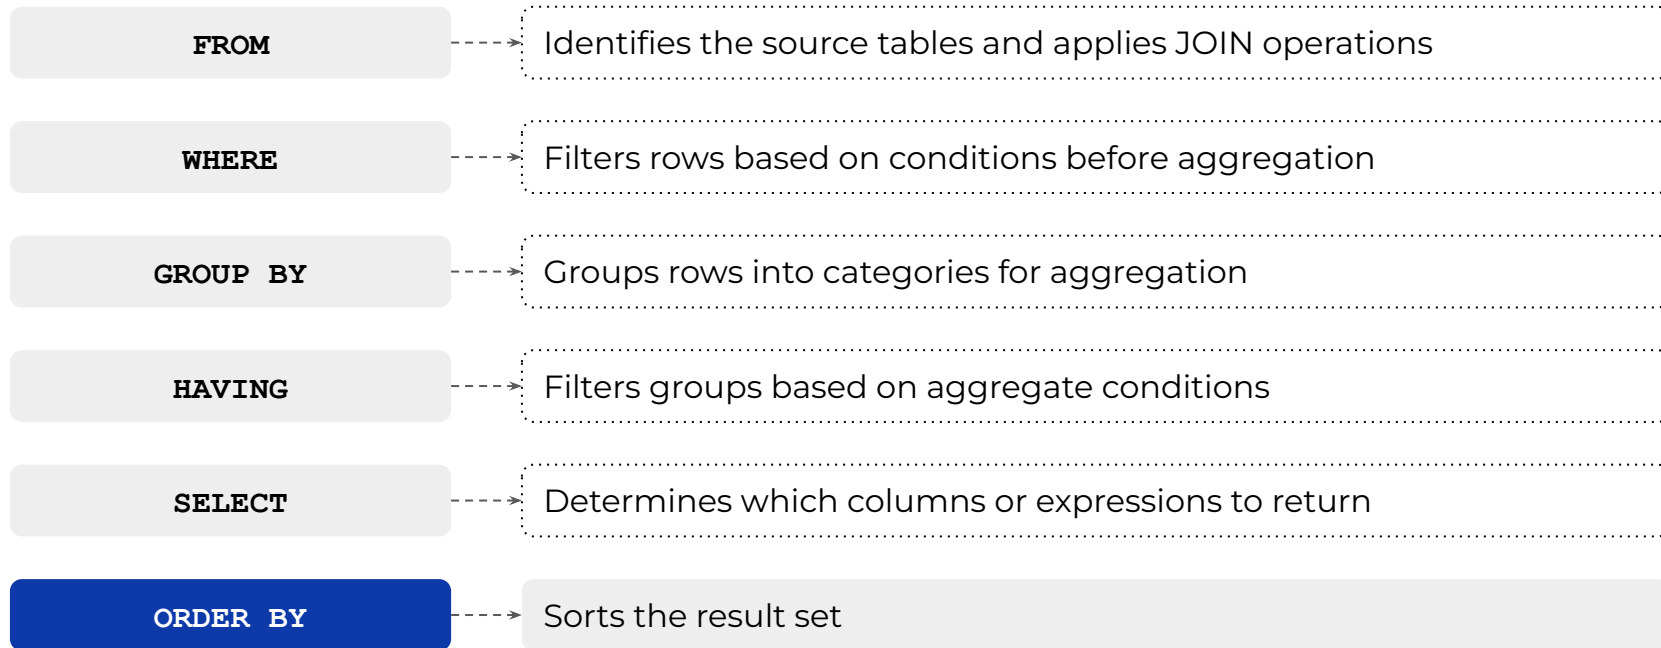 FROM
Identifies the source tables and applies JOIN operations
WHERE
Filters rows based on conditions before aggregation
GROUP BY
Groups rows into categories for aggregation
HAVING
Filters groups based on aggregate conditions
SELECT
Determines which columns or expressions to return
ORDER BY
Sorts the result set